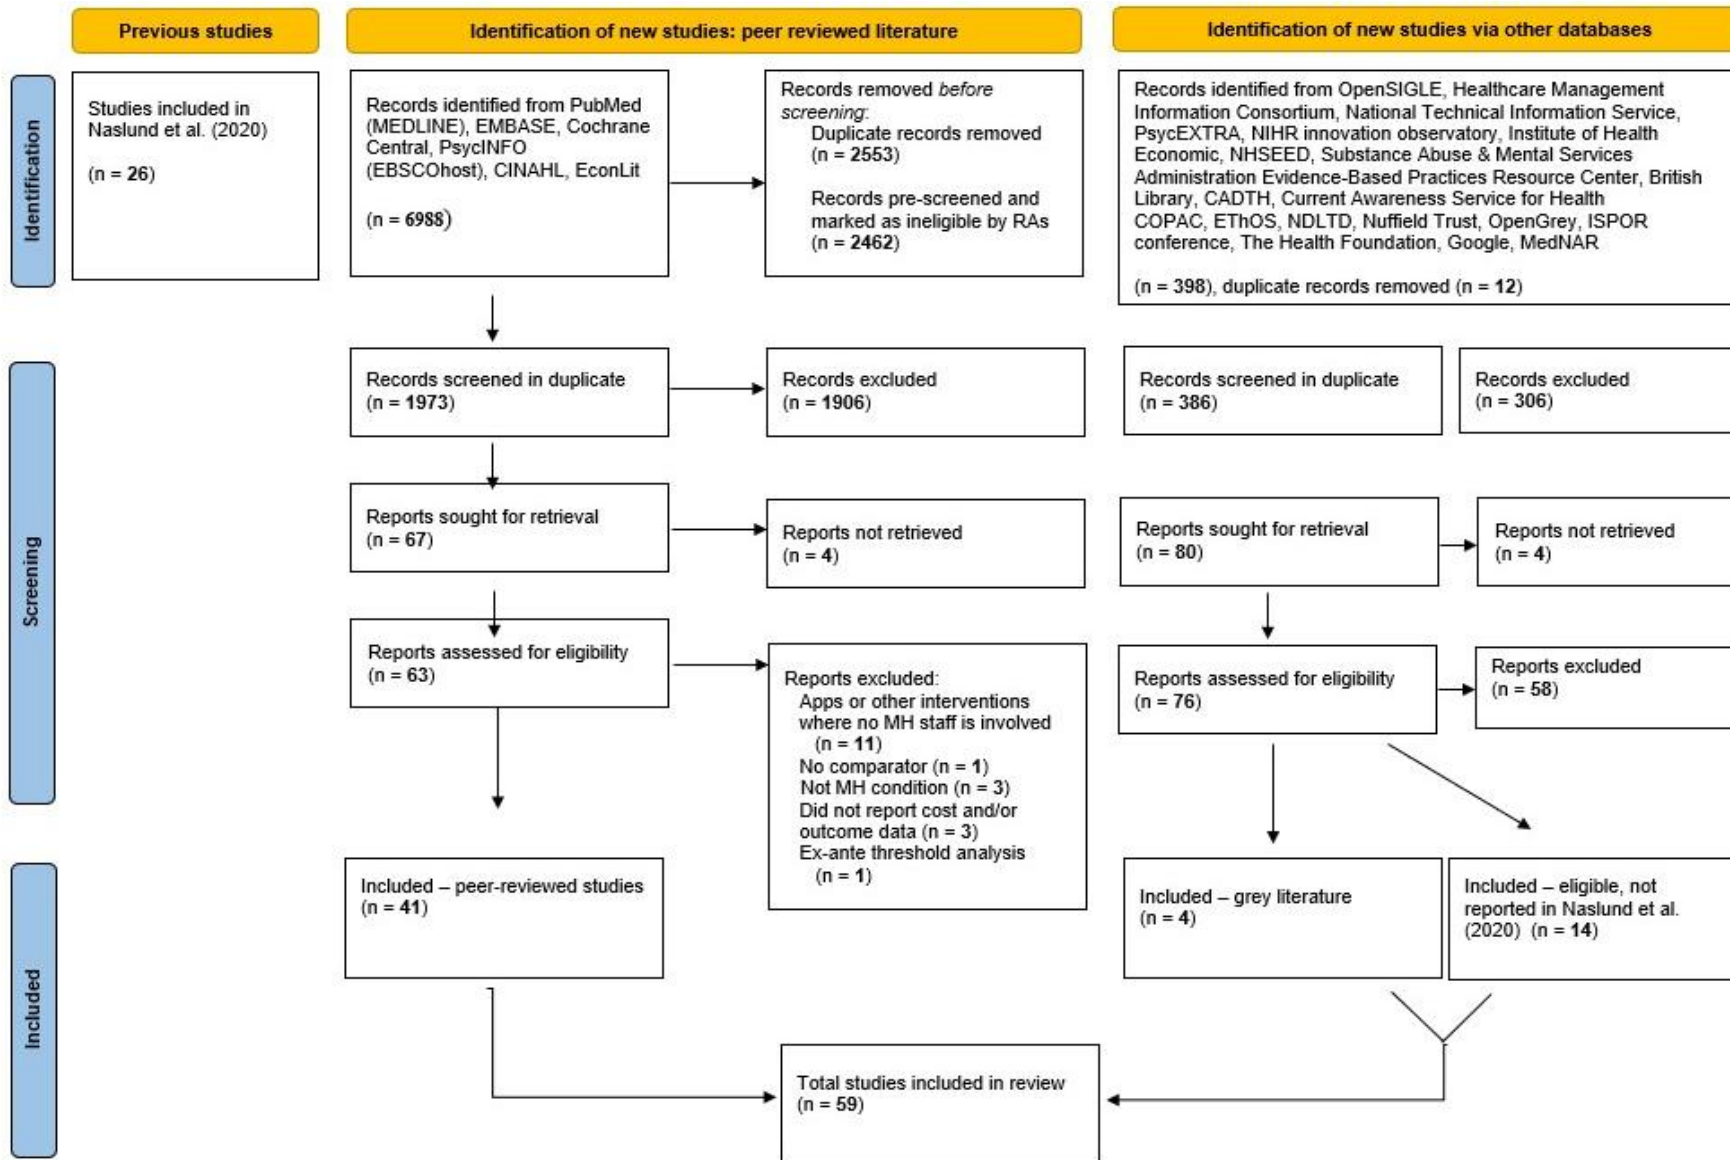 Previous studies
Identification of new studies: peer reviewed literature
Identification of new studies via other databases
Identification
Studies included in
Naslund et al. (2020)
(n = 26)
Records identified from PubMed
(MEDLINE), EMBASE, Cochrane
Central, PsycINFO
(EBSCOhost), CINAHL, EconLit
(n = 6988)
Records removed before
screening:
Duplicate records removed
(n = 2553)
Records pre-screened and
marked as ineligible by RAs
(n = 2462)
Records identified from OpenSIGLE, Healthcare Management
Information Consortium, National Technical Information Service,
PsycEXTRA, NIHR innovation observatory, Institute of Health
Economic, NHSEED, Substance Abuse & Mental Services
Administration Evidence-Based Practices Resource Center, British
Library, CADTH, Current Awareness Service for Health
COPAC, EThOS, NDLTD, Nuffield Trust, OpenGrey, ISPOR
conference, The Health Foundation, Google, MedNAR
(n = 398), duplicate records removed (n = 12)
Screening
Records screened in duplicate
(n = 1973)
Records excluded
(n = 1906)
Records screened in duplicate
(n = 386)
Records excluded
(n = 306)
Reports sought for retrieval
(n = 67)
Reports not retrieved
(n = 4)
Reports sought for retrieval
(n = 80)
Reports not retrieved
(n = 4)
Reports assessed for eligibility
(n = 63)
Reports excluded:
Apps or other interventions
where no MH staff is involved
(n = 11)
No comparator (n = 1)
Not MH condition (n = 3)
Did not report cost and/or
outcome data (n = 3)
Ex-ante threshold analysis
(n = 1)
Reports assessed for eligibility
(n = 76)
Reports excluded
(n = 58)
Included
Included – peer-reviewed studies
(n = 41)
Included – grey literature
(n = 4)
Included – eligible, not
reported in Naslund et al.
(2020) (n = 14)
Total studies included in review
(n = 59)